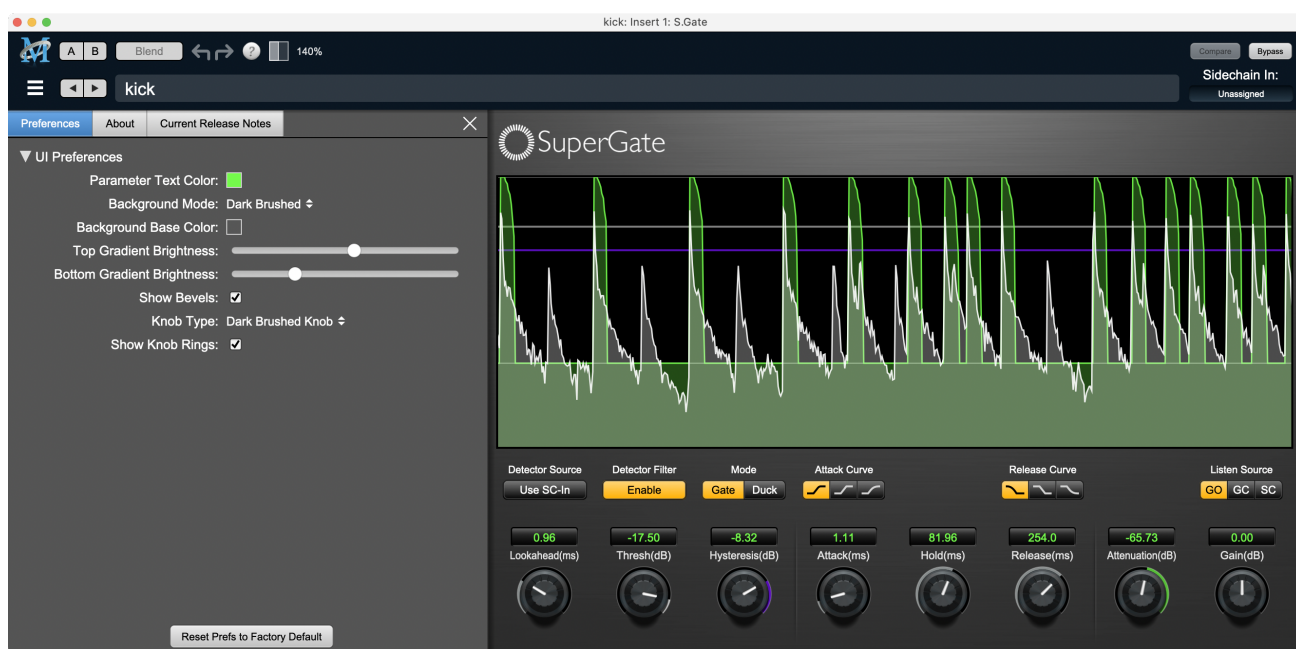 kick: Insert 1: S.Gate
A B Blend ? 140% Compare Bypass
Sidechain In:
kick
Unassigned
Preferences About Current Release Notes
UI Preferences
Parameter Text Color:
Background Mode: Dark Brushed
Background Base Color:
Top Gradient Brightness:
Bottom Gradient Brightness:
Show Bevels:
Knob Type: Dark Brushed Knob
Show Knob Rings:
Reset Prefs to Factory Default
SuperGate
Detector Source Detector Filter Mode Attack Curve Release Curve Listen Source
Use SC-In Enable Gate Duck GO GC SC
0.96 -17.50 -8.32 1.11 81.96 254.0 -65.73 0.00
Lookahead(ms) Thresh(dB) Hysteresis(dB) Attack(ms) Hold(ms) Release(ms) Attenuation(dB) Gain(dB)